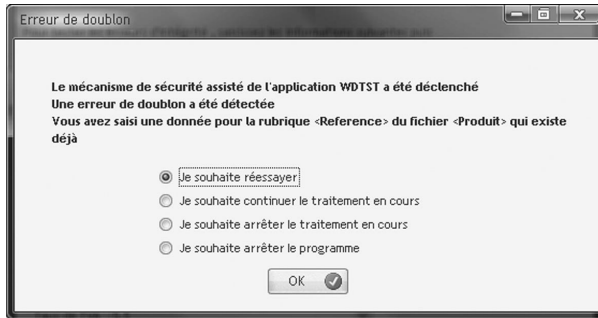 Erreur de doublon
Le mécanisme de sécurité assisté de l'application WDTST a été déclenché
Une erreur de doublon a été détectée
Vous avez saisi une donnée pour la rubrique <Reference> du fichier <Produit> qui existe
déjà
Je souhaite réessayer
Je souhaite continuer le traitement en cours
Je souhaite arrêter le traitement en cours
Je souhaite arrêter le programme
OK